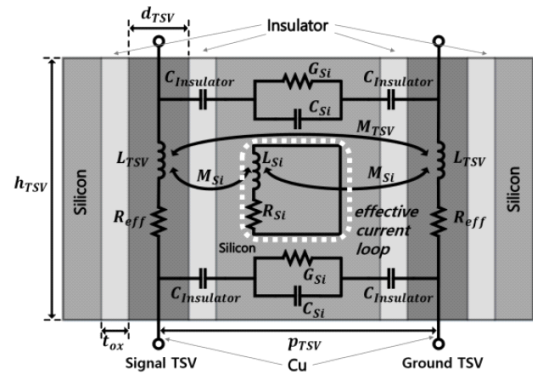 d_TSV
Insulator
C_Insulator
G_Si
C_Insulator
C_Si
M_TSV
L_TSV
M_Si
L_Si
M_Si
L_TSV
h_TSV
Silicon
R_eff
R_Si
effective
current
loop
R_eff
Silicon
Silicon
G_Si
C_Insulator
C_Si
C_Insulator
t_ox
p_TSV
Signal TSV
Cu
Ground TSV